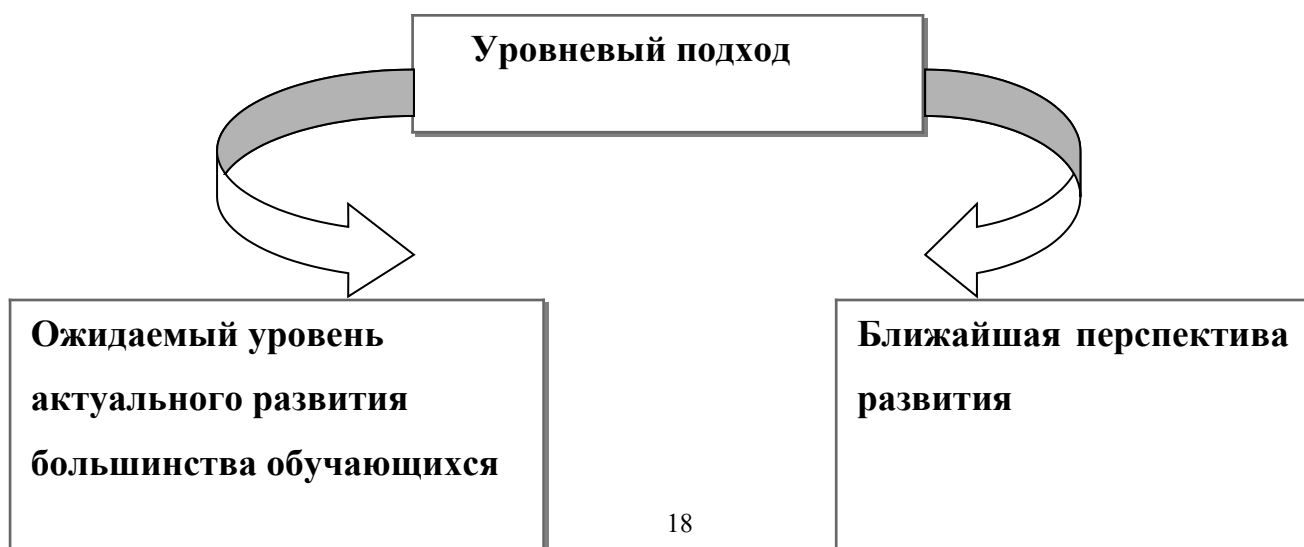 Уровневый подход
Ожидаемый уровень
актуального развития
большинства обучающихся
Ближайшая перспектива
развития
18